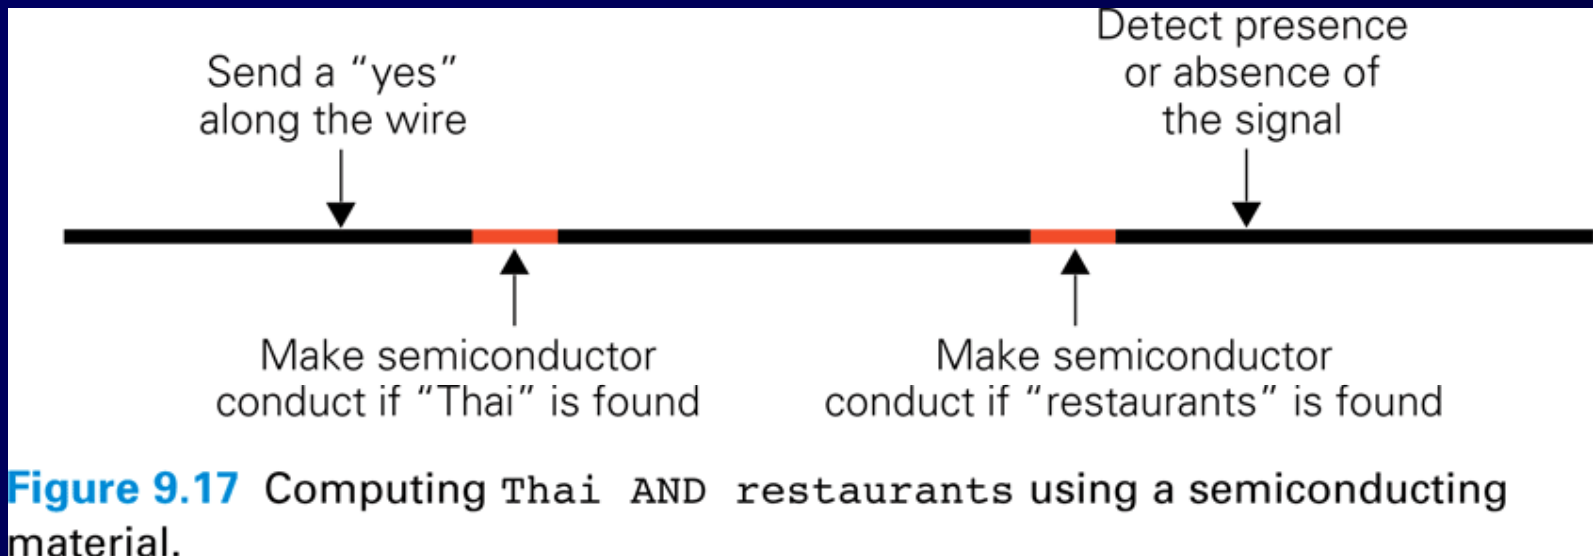 Send a “yes”
along the wire
Detect presence
or absence of
the signal
Make semiconductor
conduct if “Thai” is found
Make semiconductor
conduct if “restaurants” is found
Figure 9.17 Computing Thai AND restaurants using a semiconducting
material.